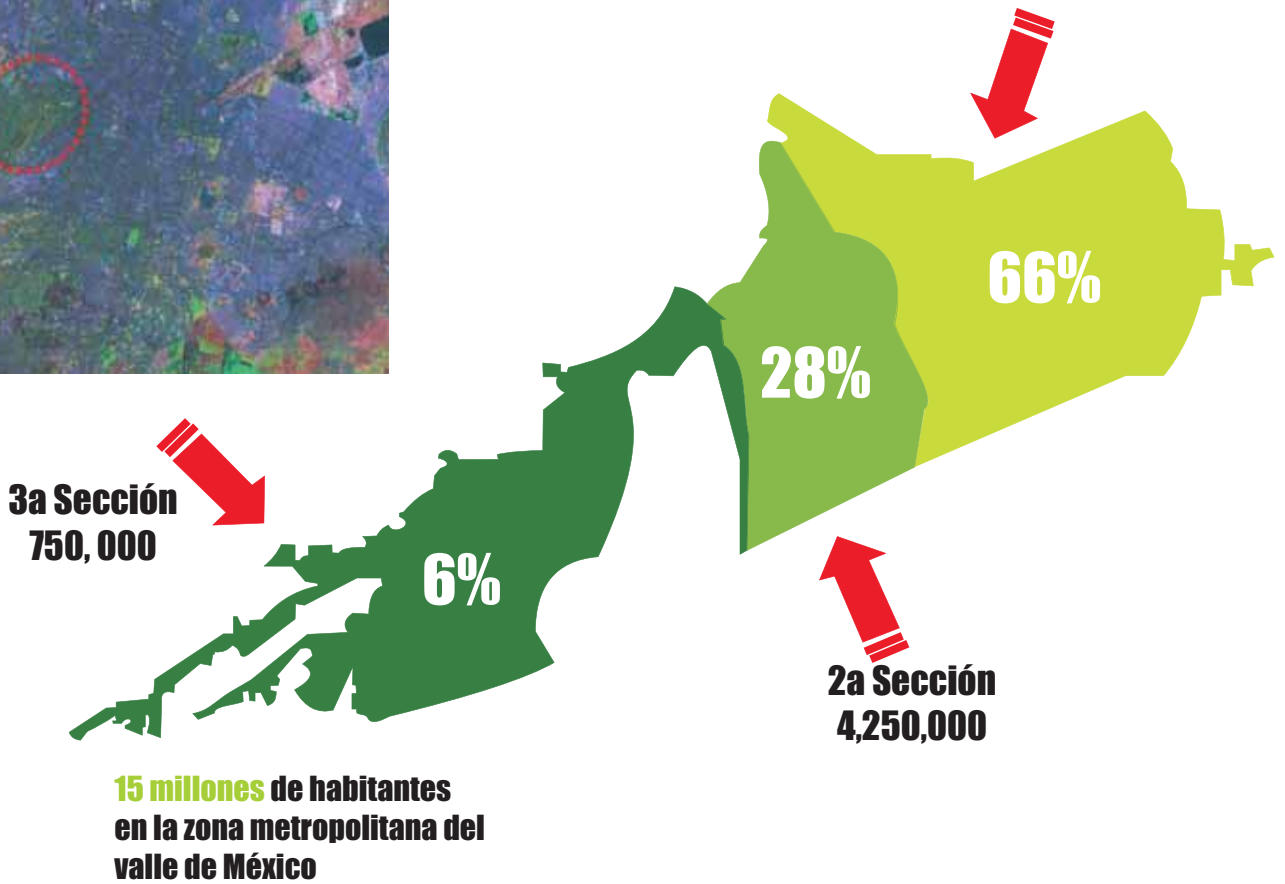 66%
28%
3a Sección
750, 000
6%
2a Sección
4,250,000
15 millones de habitantes
en la zona metropolitana del
valle de México